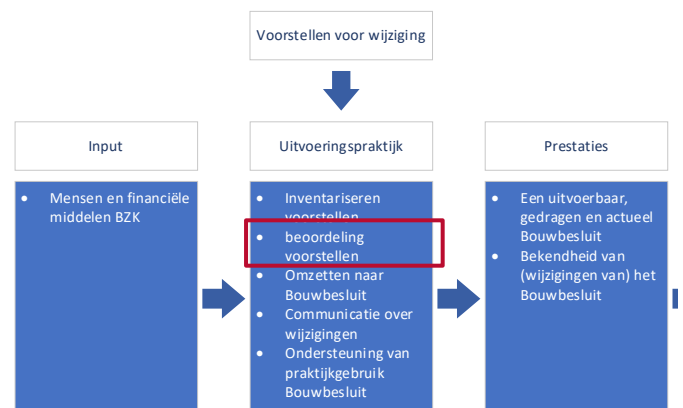 Voorstellen voor wijziging
Input
Uitvoeringspraktijk
Prestaties
• Mensen en financiële
middelen BZK
• Inventariseren
voorstellen
• beoordeling
voorstellen
• Omzetten naar
Bouwbesluit
• Communicatie over
wijzigingen
• Ondersteuning van
praktijkgebruik
Bouwbesluit
• Een uitvoerbaar,
gedragen en actueel
Bouwbesluit
• Bekendheid van
(wijzigingen van) het
Bouwbesluit